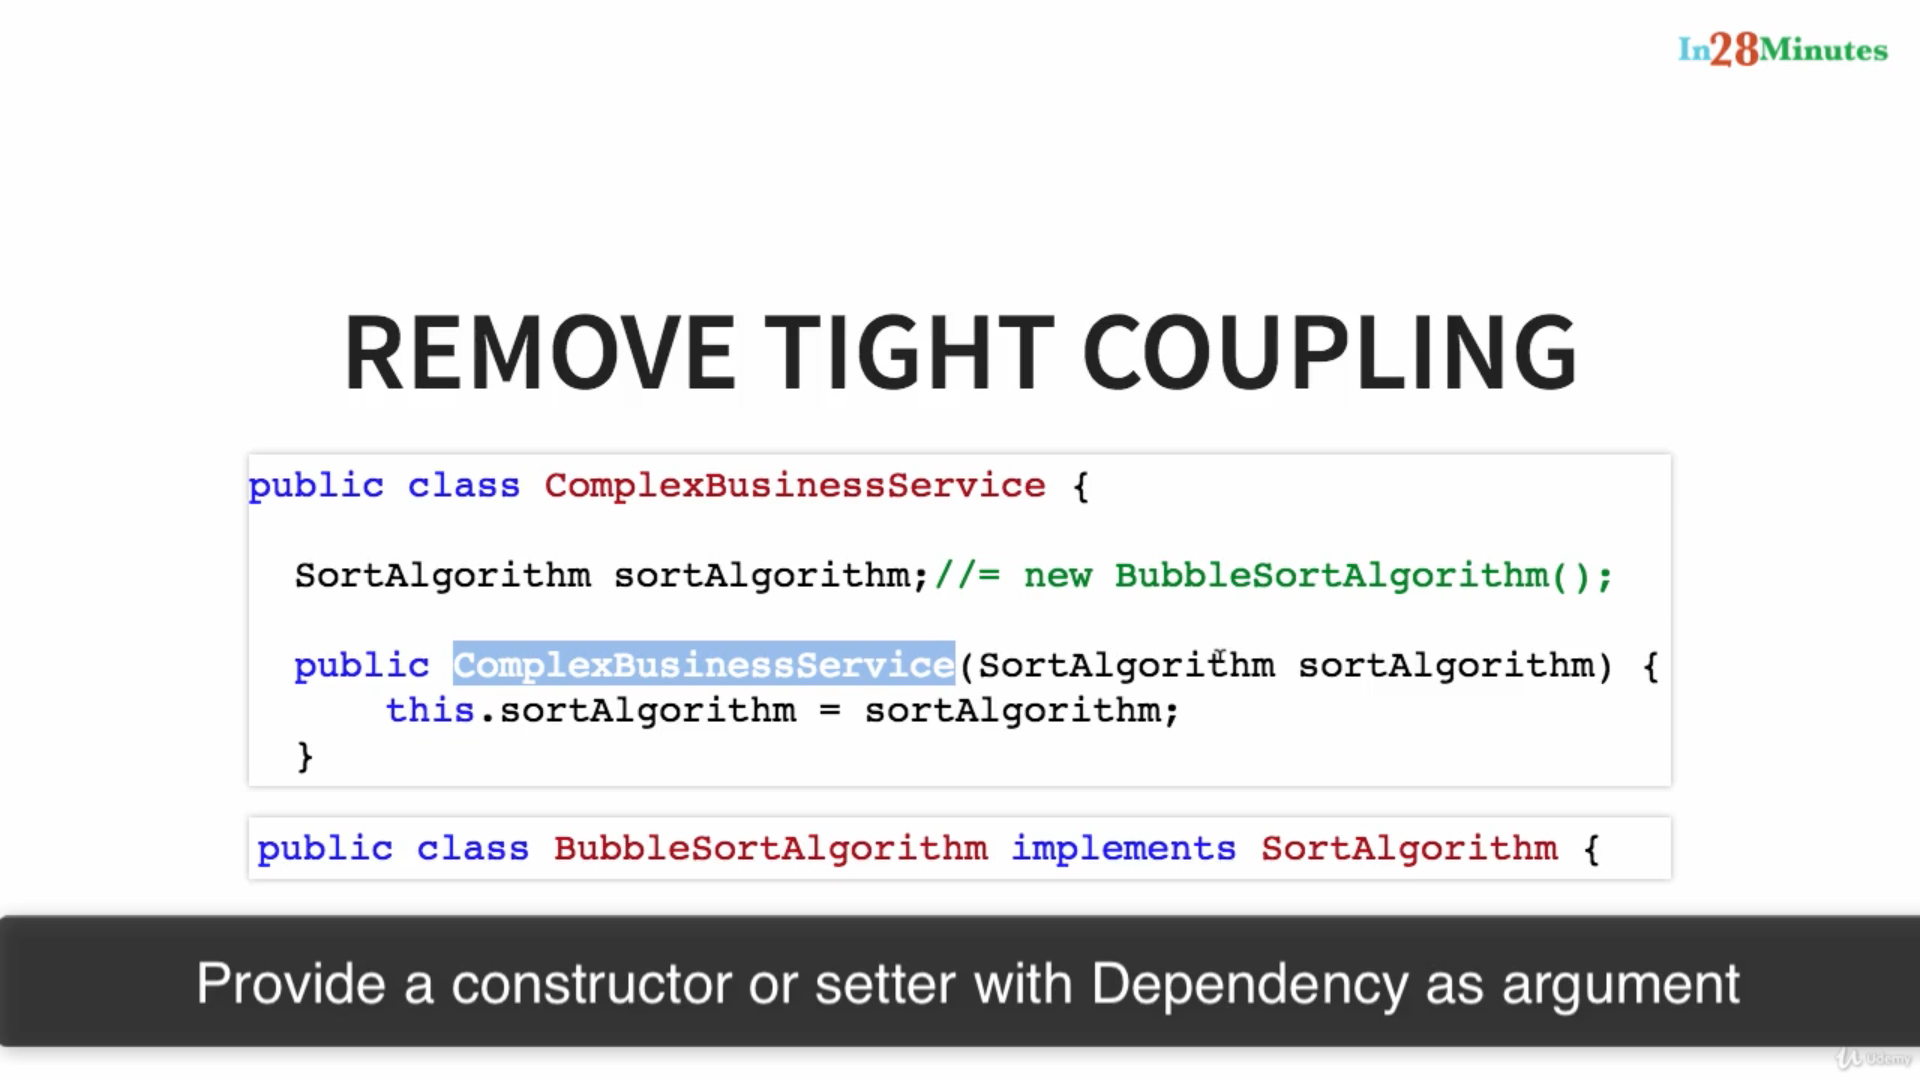 In28Minutes
REMOVE TIGHT COUPLING
public class ComplexBusinessService {
SortAlgorithm sortAlgorithm;//= new BubbleSortAlgorithm();
public ComplexBusinessService(SortAlgorithm sortAlgorithm) {
this.sortAlgorithm = sortAlgorithm;
}
public class BubbleSortAlgorithm implements SortAlgorithm {
Provide a constructor or setter with Dependency as argument
Udemy